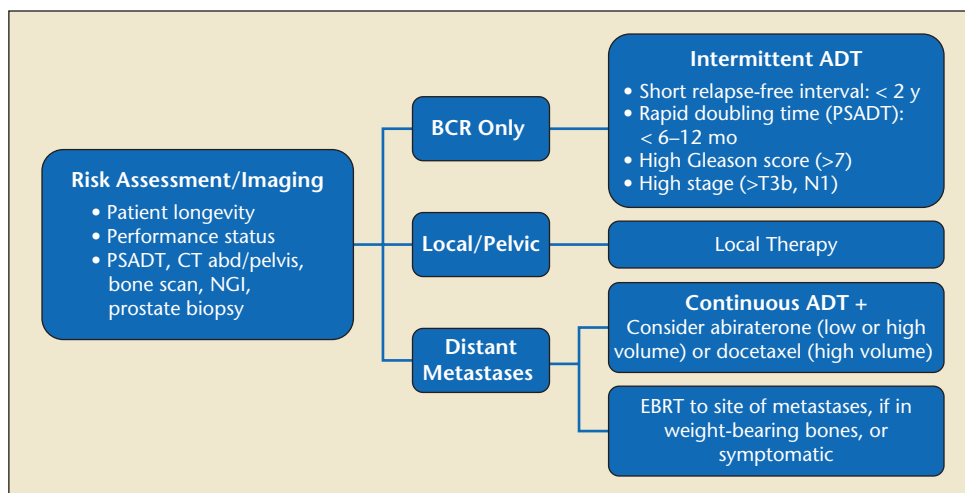 Risk Assessment/Imaging
• Patient longevity
• Performance status
• PSADT, CT abd/pelvis,
bone scan, NGI,
prostate biopsy
BCR Only
Intermittent ADT
• Short relapse-free interval: < 2 y
• Rapid doubling time (PSADT):
< 6–12 mo
• High Gleason score (>7)
• High stage (>T3b, N1)
Local/Pelvic
Local Therapy
Distant
Metastases
Continuous ADT +
Consider abiraterone (low or high
volume) or docetaxel (high volume)
EBRT to site of metastases, if in
weight-bearing bones, or
symptomatic